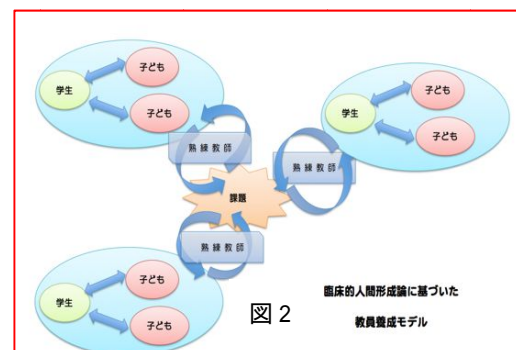 子ども
学生
子ども
子ども
学生
子ども
熟練教師
熟練教師
課題
熟練教師
子ども
学生
子ども
図2
臨床的人間形成論に基づいた
教員養成モデル